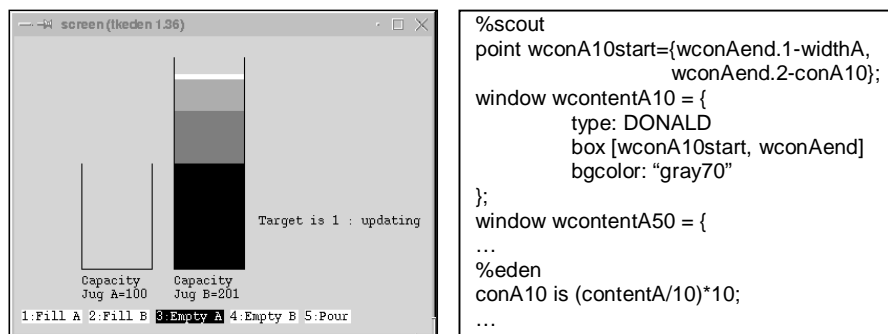 screen (tkeden 1.36)
Target is 1 : updating
Capacity
Jug A=100
Capacity
Jug B=201
1:Fill A 2:Fill B 3:Empty A 4:Empty B 5:Pour
%scout
point wconA10start={wconAend.1-widthA,
wconAend.2-conA10};
window wcontentA10 = {
type: DONALD
box [wconA10start, wconAend]
bgcolor: “gray70”
};
window wcontentA50 = {
…
%eden
conA10 is (contentA/10)*10;
…